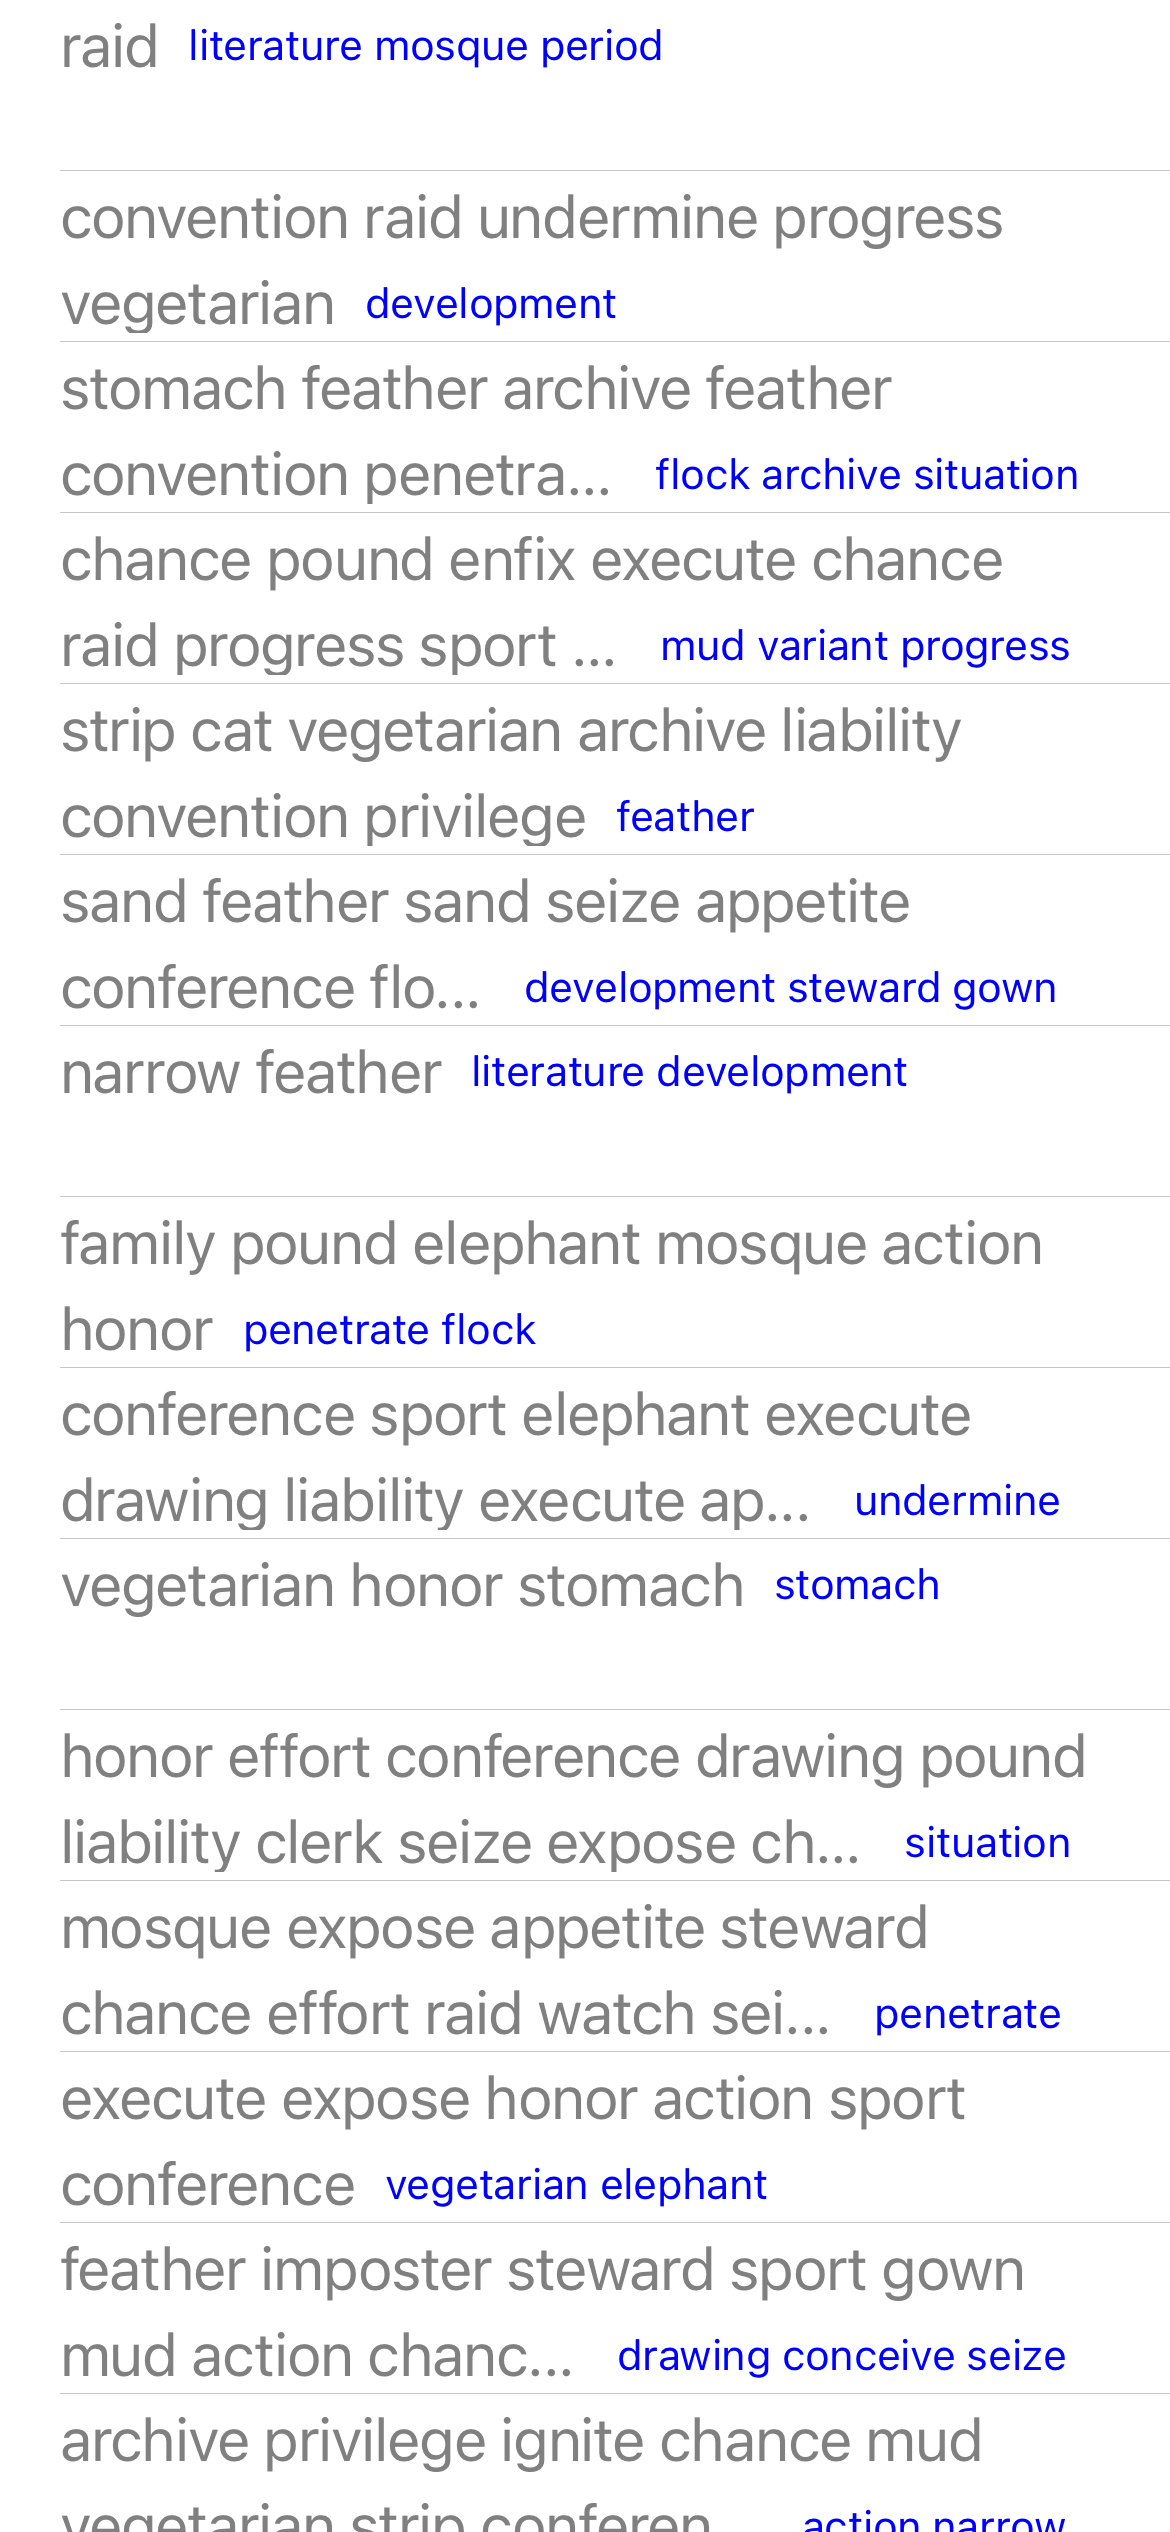 raid literature mosque period
convention raid undermine progress
vegetarian development
stomach feather archive feather
convention penetra... flock archive situation
chance pound enfix execute chance
raid progress sport ... mud variant progress
strip cat vegetarian archive liability
convention privilege feather
sand feather sand seize appetite
conference flo... development steward gown
narrow feather literature development
family pound elephant mosque action
honor penetrate flock
conference sport elephant execute
drawing liability execute ap... undermine
vegetarian honor stomach stomach
honor effort conference drawing pound
liability clerk seize expose ch... situation
mosque expose appetite steward
chance effort raid watch sei... penetrate
execute expose honor action sport
conference vegetarian elephant
feather imposter steward sport gown
mud action chanc... drawing conceive seize
archive privilege ignite chance mud
vegetarian strip conferen action narrow